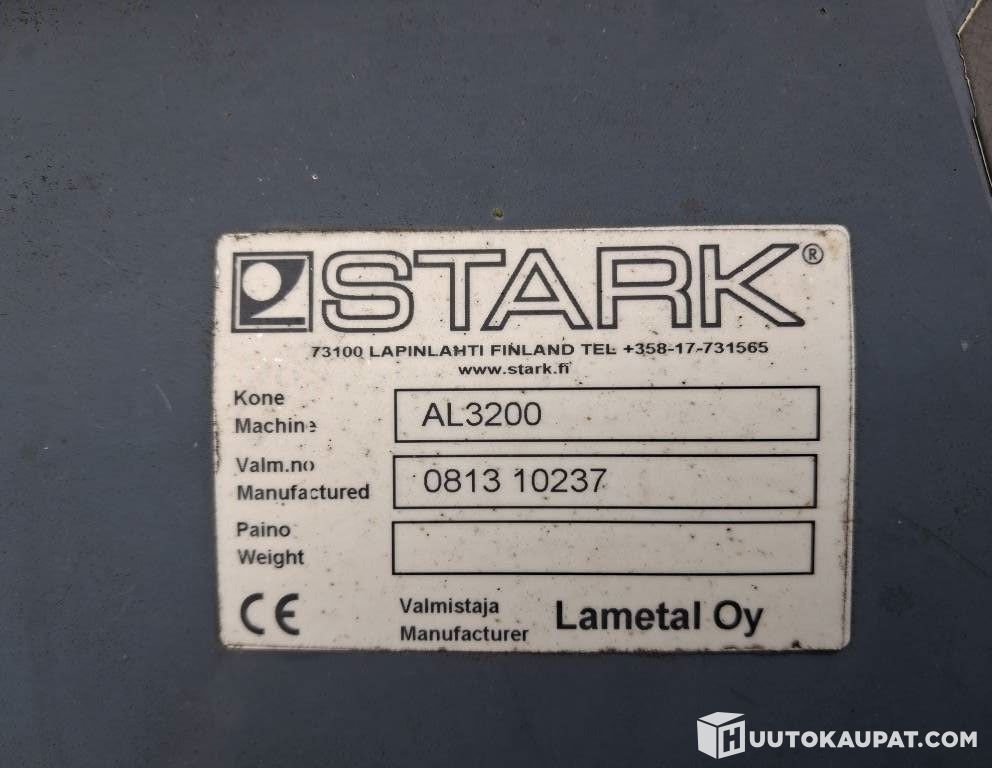 STARK®
73100 LAPINLAHTI FINLAND TEL +358-17-731565
www.stark.fi
Kone
Machine
AL3200
Valm.no
Manufactured
0813 10237
Paino
Weight
CE
Valmistaja
Manufacturer
Lametal Oy
HUUTOKAUPAT.COM